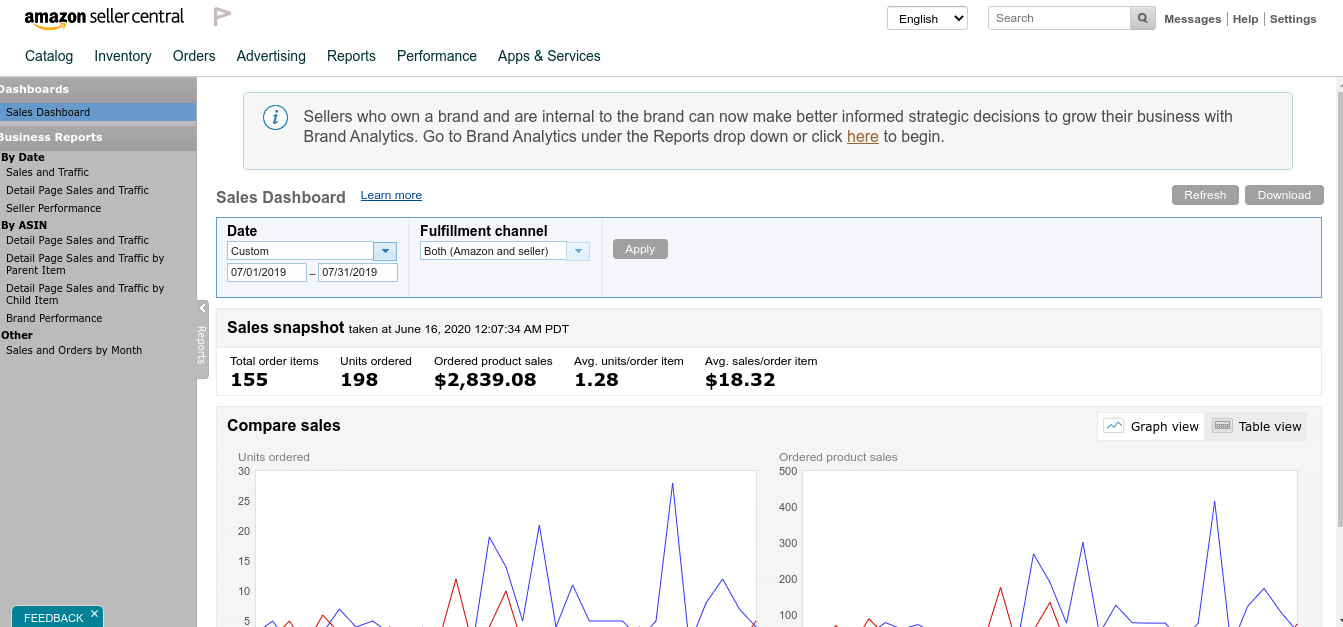 amazon seller central
English
Search
Messages | Help | Settings
Catalog Inventory Orders Advertising Reports Performance Apps & Services
Dashboards
Sales Dashboard
Business Reports
By Date
Sales and Traffic
Detail Page Sales and Traffic
Seller Performance
By ASIN
Detail Page Sales and Traffic
Detail Page Sales and Traffic by
Parent Item
Detail Page Sales and Traffic by
Child Item
Brand Performance
Other
Sales and Orders by Month
Reports
FEEDBACK
Sellers who own a brand and are internal to the brand can now make better informed strategic decisions to grow their business with
Brand Analytics. Go to Brand Analytics under the Reports drop down or click here to begin.
Sales Dashboard Learn more
Refresh Download
Date Fulfillment channel
Custom Both (Amazon and seller) Apply
07/01/2019 – 07/31/2019
Sales snapshot taken at June 16, 2020 12:07:34 AM PDT
Total order items Units ordered Ordered product sales Avg. units/order item Avg. sales/order item
155 198 $2,839.08 1.28 $18.32
Compare sales
Graph view Table view
Units ordered
30
25
20
15
10
5
Ordered product sales
500
400
300
200
100